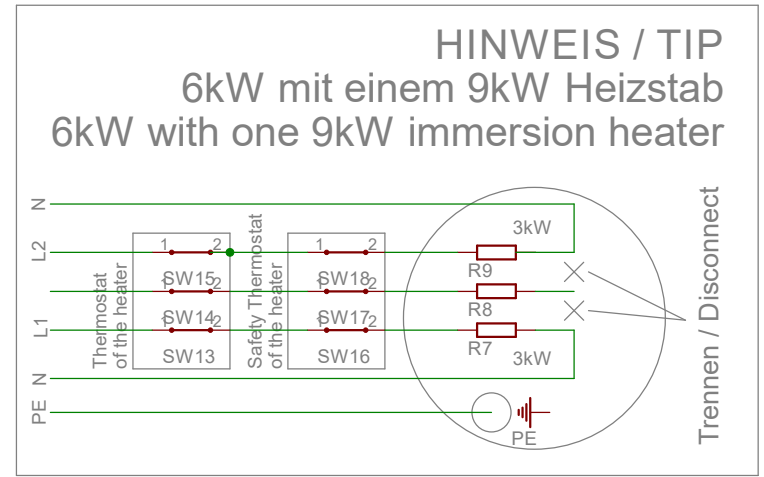 HINWEIS / TIP
6kW mit einem 9kW Heizstab
6kW with one 9kW immersion heater
N
L2
L1
N
PE
Thermostat
of the heater
1 2
SW15
1 2
SW14
1 2
SW13
Safety Thermostat
of the heater
1 2
SW18
1 2
SW17
1 2
SW16
3kW
R9
R8
R7
3kW
PE
Trennen / Disconnect